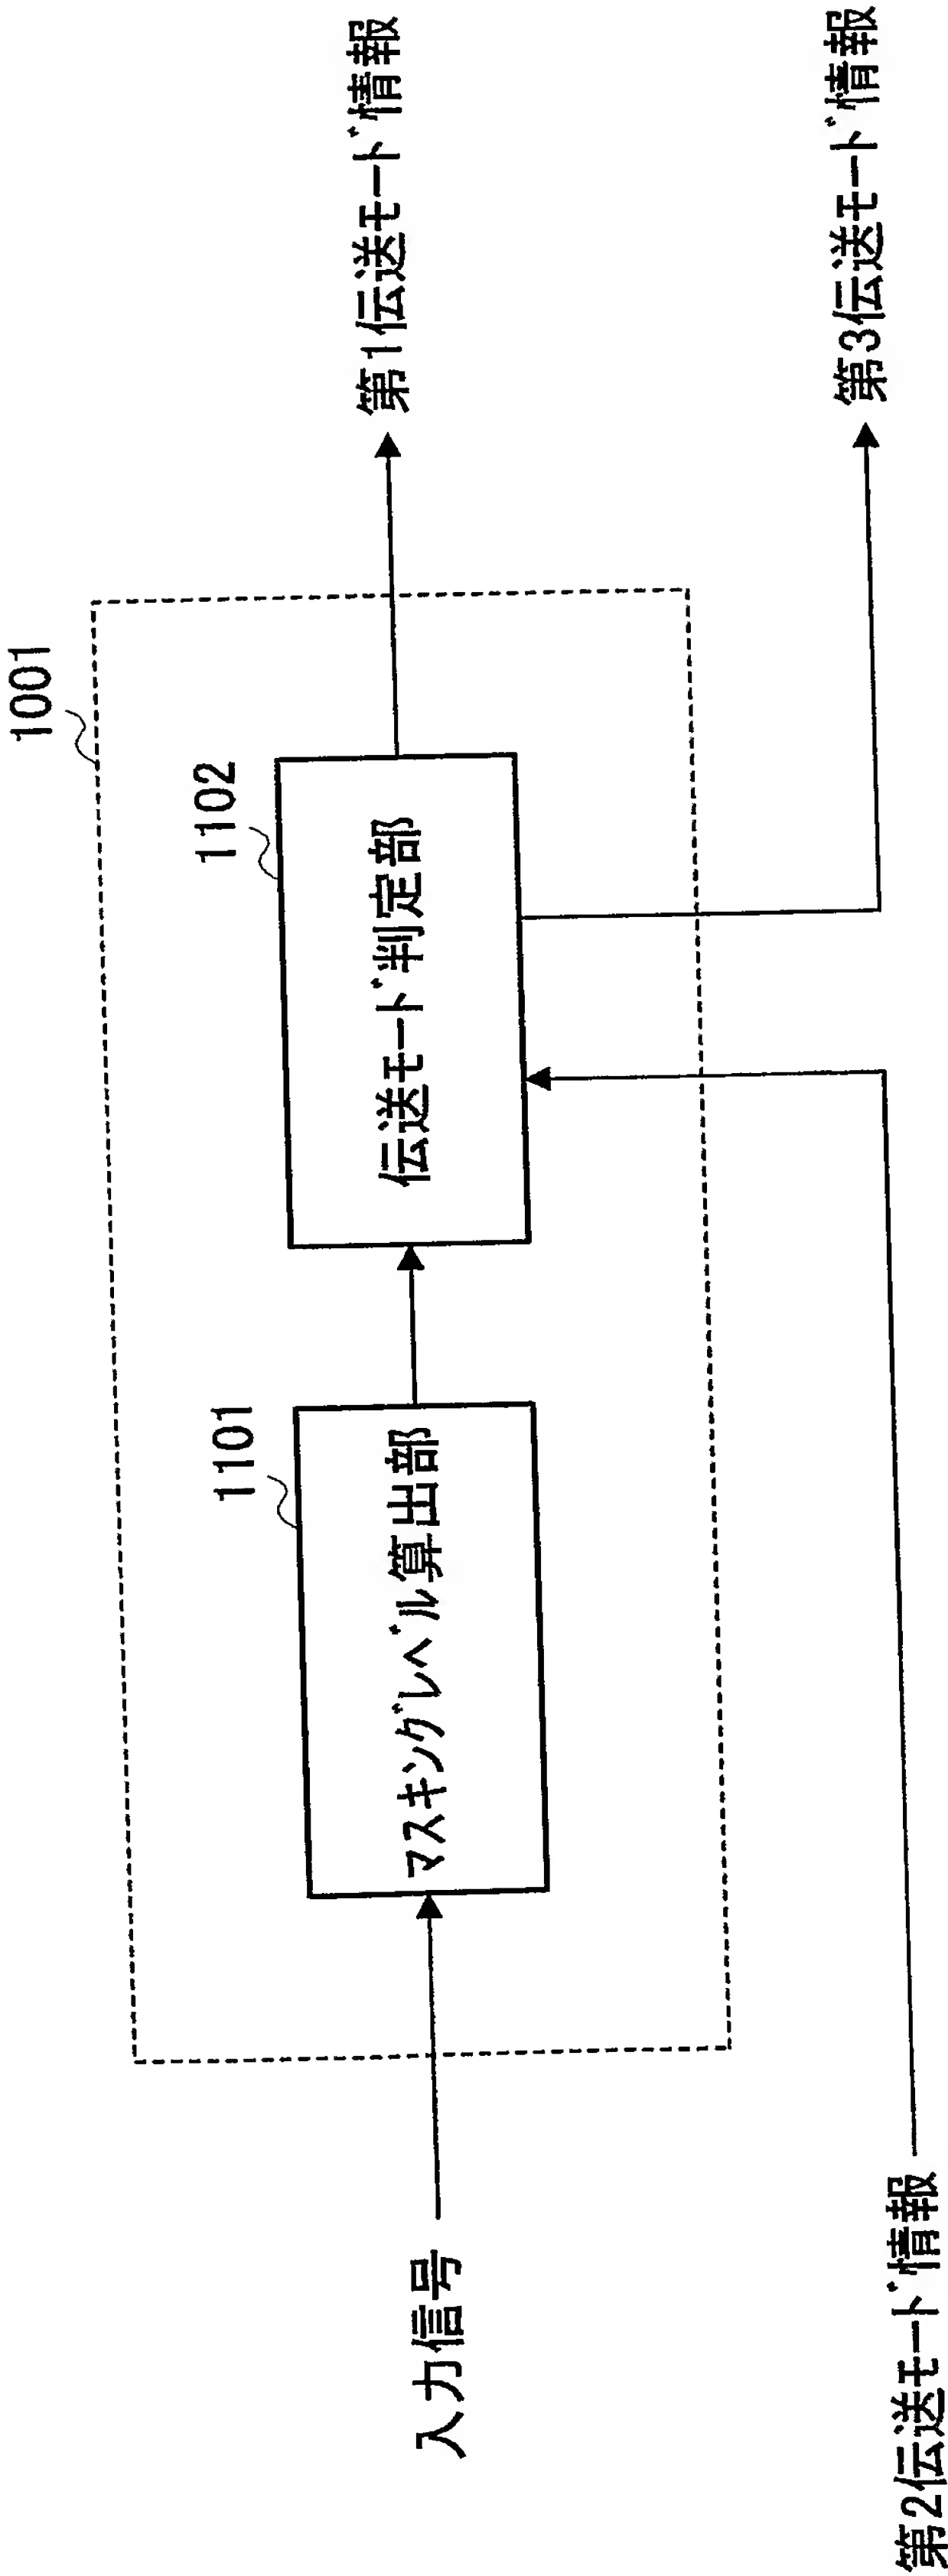 1001
1101
1102
入力信号
マスキングレベル算出部
伝送モード判定部
第1伝送モード情報
第2伝送モード情報
第3伝送モード情報